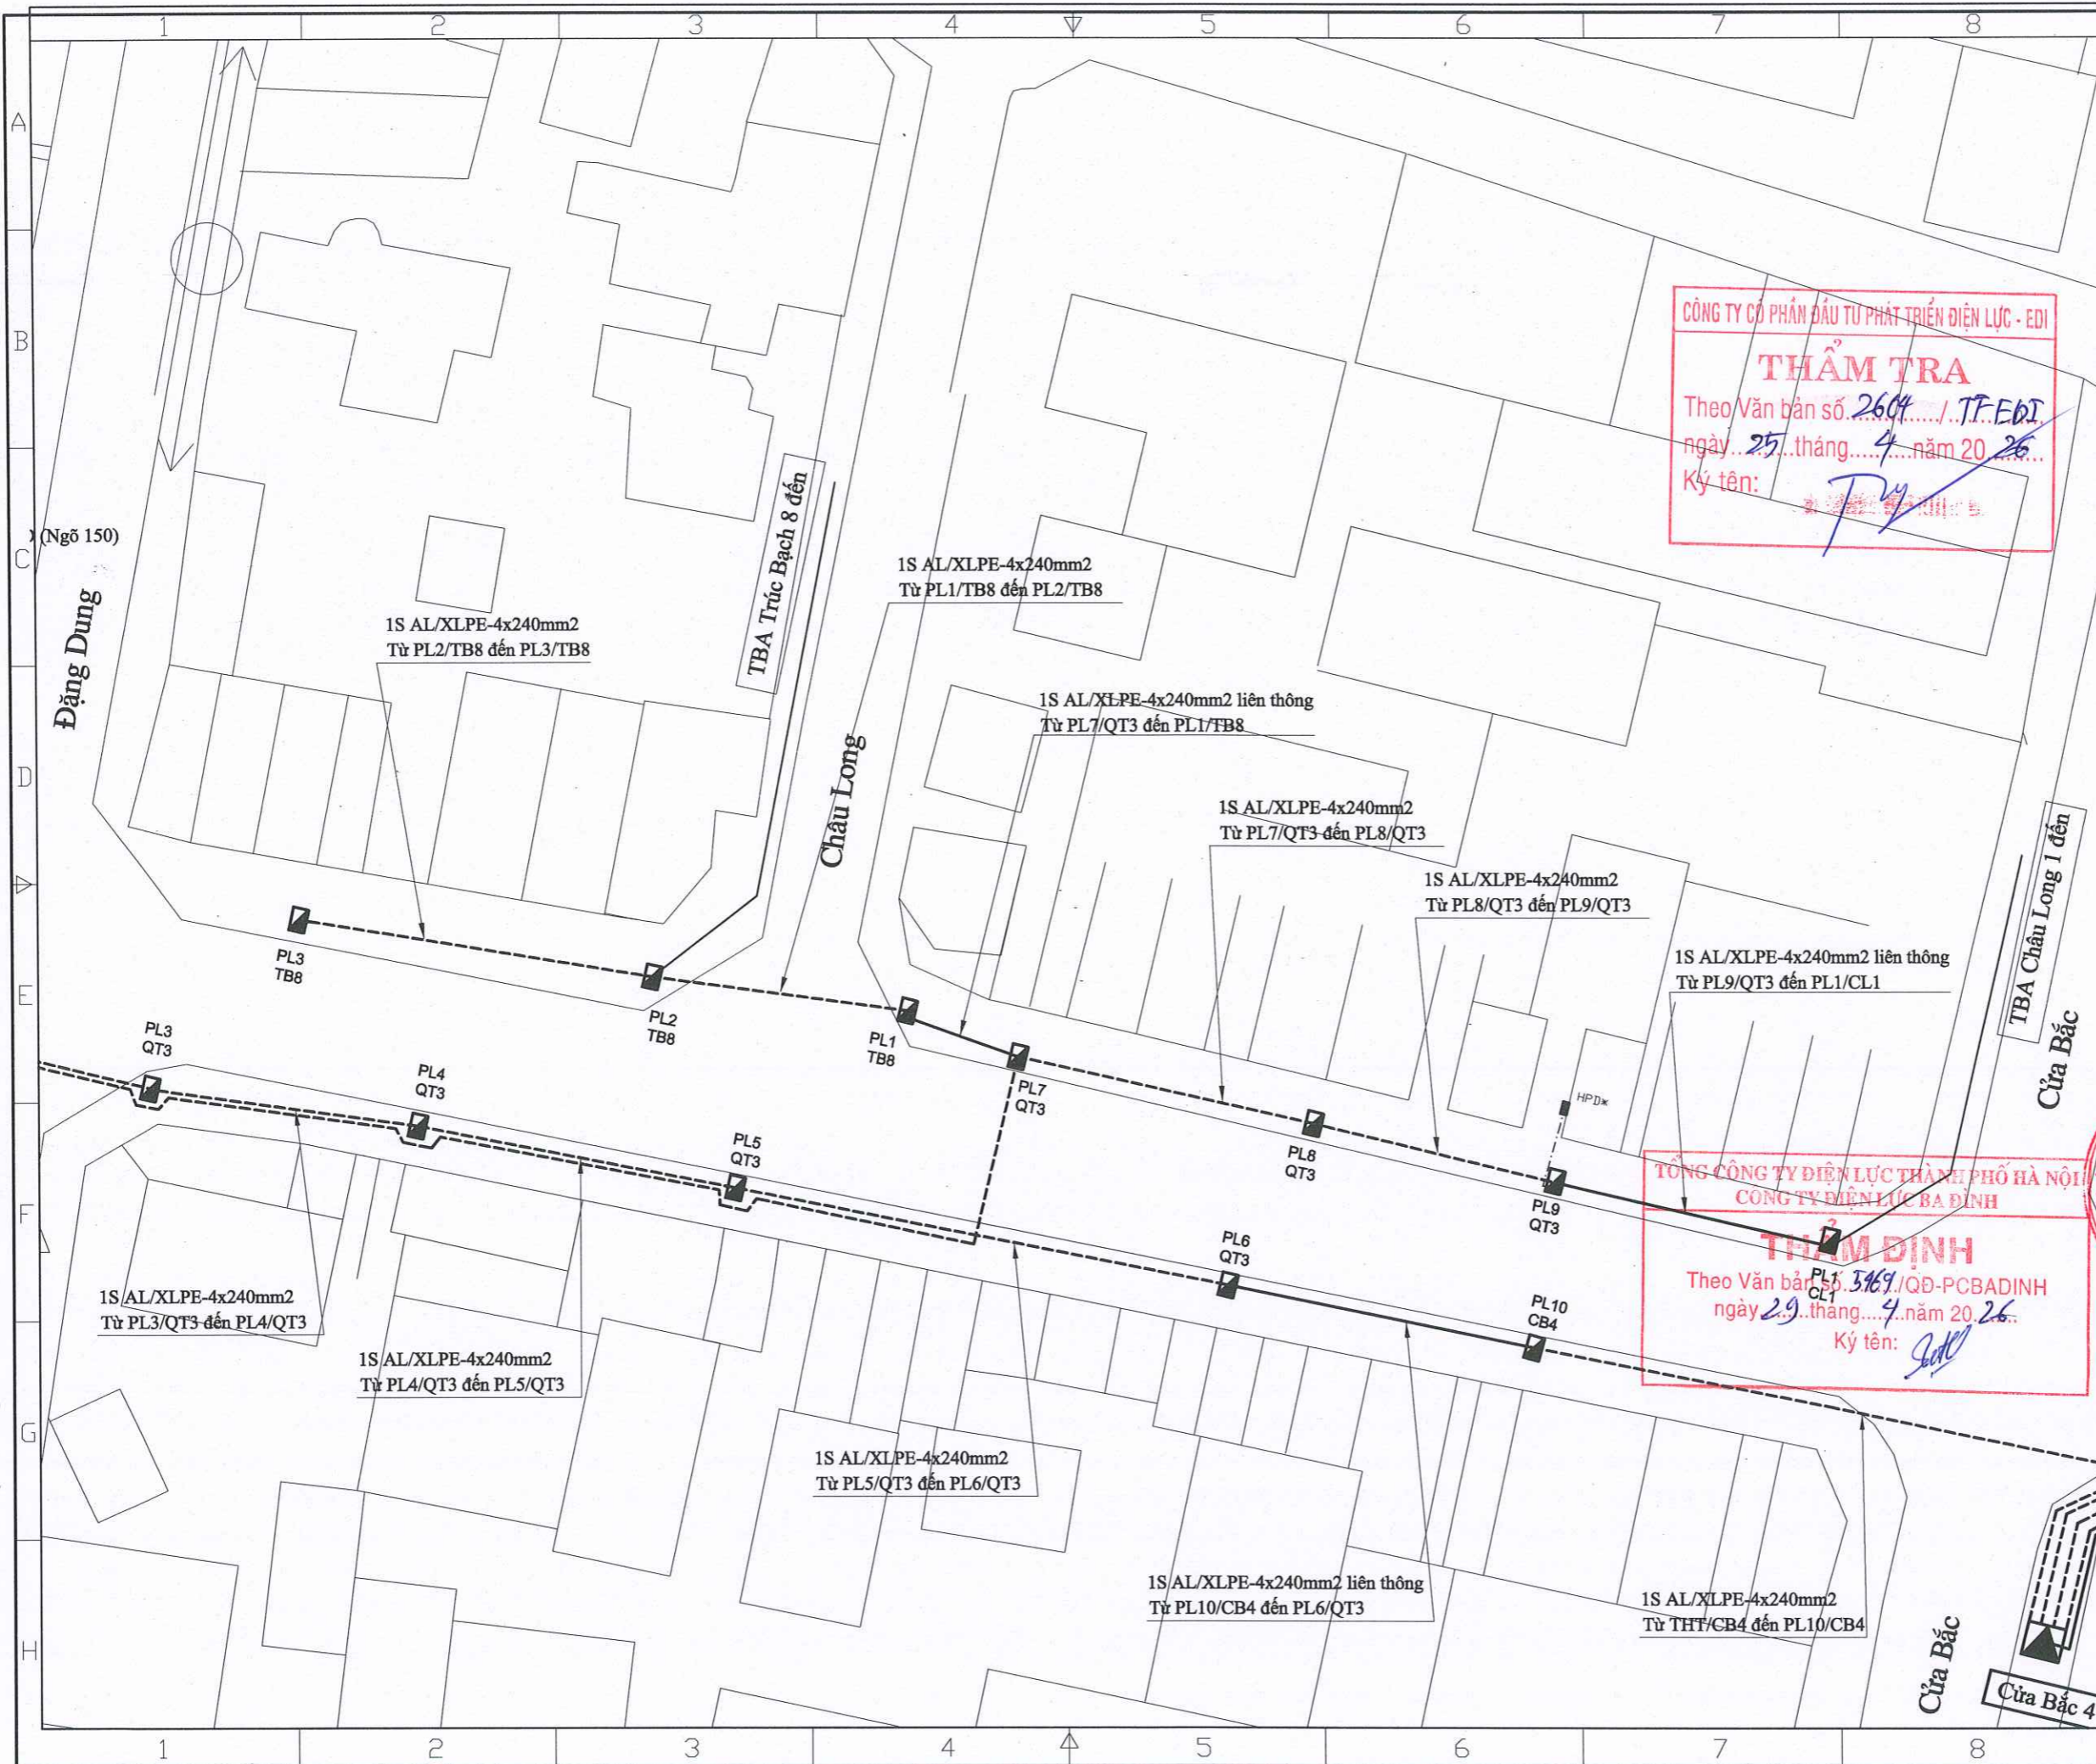 1 2 3 4 5 6 7 8
A
B
C
D
E
F
G
H
CÔNG TY CỔ PHẦN ĐẦU TƯ PHÁT TRIỂN ĐIỆN LỰC - EDI
THẨM TRA
Theo Văn bản số 2604 / TT-EDI
ngày 25 tháng 4 năm 20 26
Ký tên:
(Ngõ 150)
Đặng Dung
TBA Trúc Bạch 8 đến
1S AL/XLPE-4x240mm2
Từ PL1/TB8 đến PL2/TB8
1S AL/XLPE-4x240mm2
Từ PL2/TB8 đến PL3/TB8
1S AL/XLPE-4x240mm2 liên thông
Từ PL7/QT3 đến PL1/TB8
Châu Long
1S AL/XLPE-4x240mm2
Từ PL7/QT3 đến PL8/QT3
1S AL/XLPE-4x240mm2
Từ PL8/QT3 đến PL9/QT3
1S AL/XLPE-4x240mm2 liên thông
Từ PL9/QT3 đến PL1/CL1
TBA Châu Long 1 đến
Cửa Bắc
PL3
TB8
PL2
TB8
PL1
TB8
PL3
QT3
PL4
QT3
PL5
QT3
PL7
QT3
PL8
QT3
HPD*
PL9
QT3
PL6
QT3
PL10
CB4
PL1
CL1
TỔNG CÔNG TY ĐIỆN LỰC THÀNH PHỐ HÀ NỘI
CÔNG TY ĐIỆN LỰC BA ĐÌNH
THẨM ĐỊNH
Theo Văn bản số 5469 /QĐ-PCBADINH
ngày 29 tháng 4 năm 20 26
Ký tên:
1S AL/XLPE-4x240mm2
Từ PL3/QT3 đến PL4/QT3
1S AL/XLPE-4x240mm2
Từ PL4/QT3 đến PL5/QT3
1S AL/XLPE-4x240mm2
Từ PL5/QT3 đến PL6/QT3
1S AL/XLPE-4x240mm2 liên thông
Từ PL10/CB4 đến PL6/QT3
1S AL/XLPE-4x240mm2
Từ THT/CB4 đến PL10/CB4
Cửa Bắc
Cửa Bắc 4
1 2 3 4 5 6 7 8